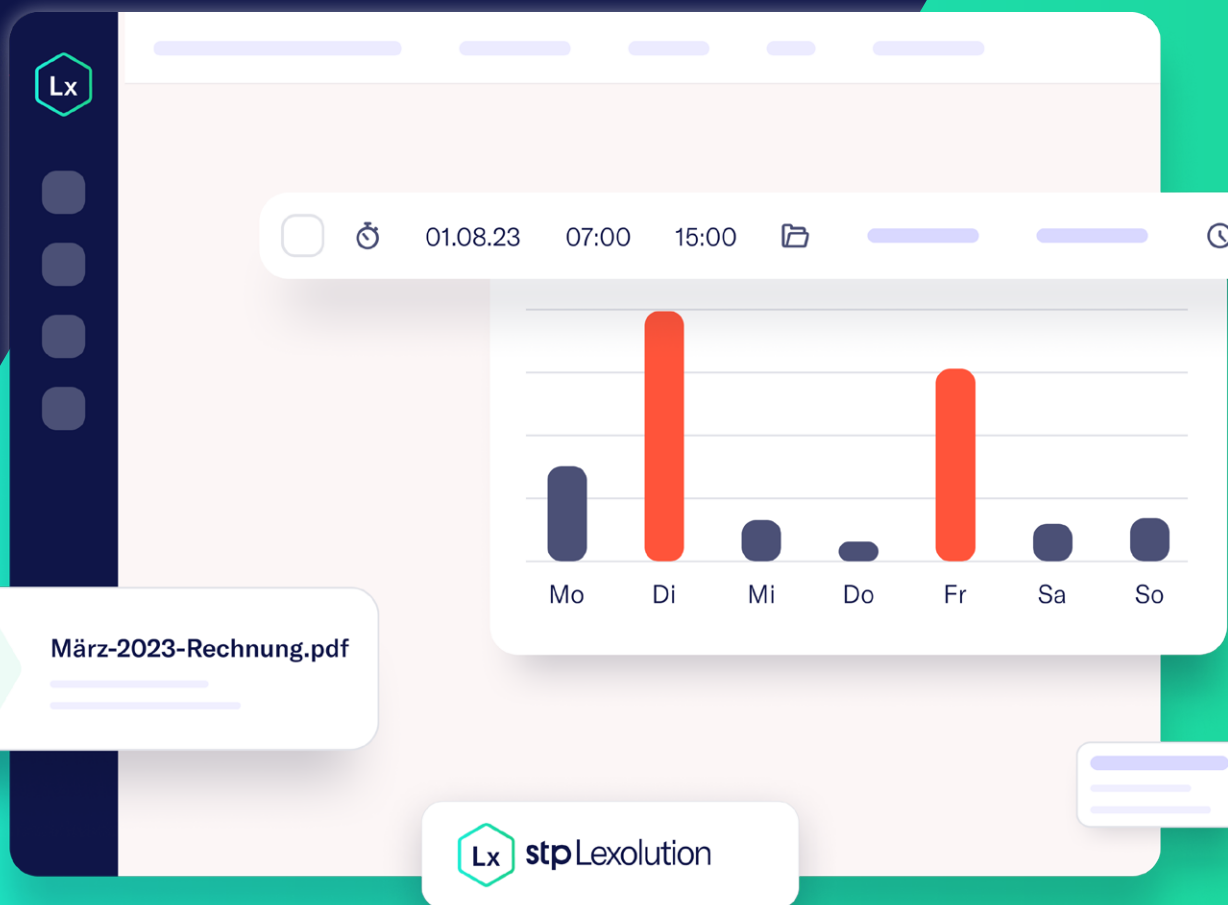 Lx
01.08.23 07:00 15:00
Mo Di Mi Do Fr Sa So
März-2023-Rechnung.pdf
Lx stp Lexolution